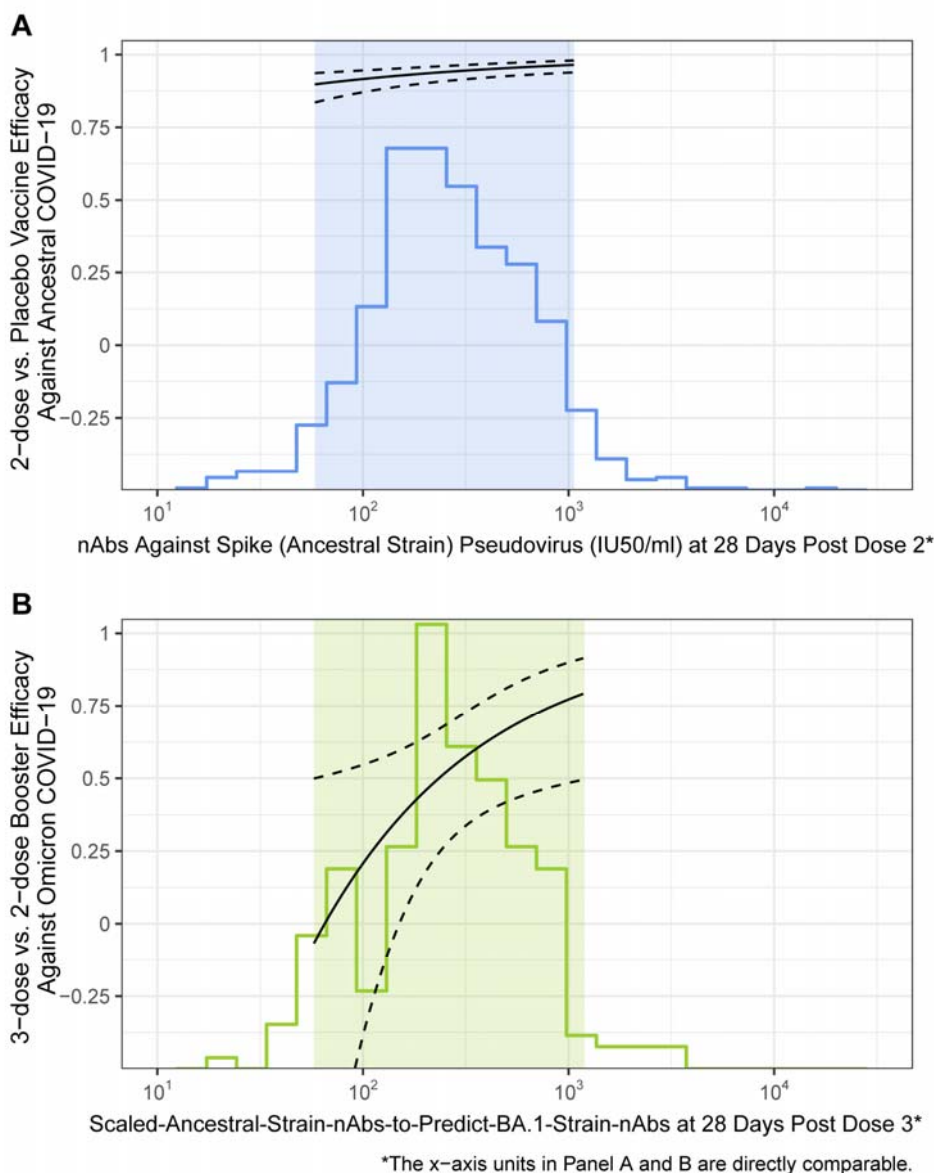 A
2-dose vs. Placebo Vaccine Efficacy
Against Ancestral COVID−19
1
0.75
0.5
0.25
0
−0.25
10¹
10²
10³
10⁴
nAbs Against Spike (Ancestral Strain) Pseudovirus (IU50/ml) at 28 Days Post Dose 2*
B
3-dose vs. 2-dose Booster Efficacy
Against Omicron COVID−19
1
0.75
0.5
0.25
0
−0.25
10¹
10²
10³
10⁴
Scaled-Ancestral-Strain-nAbs-to-Predict-BA.1-Strain-nAbs at 28 Days Post Dose 3*
*The x−axis units in Panel A and B are directly comparable.